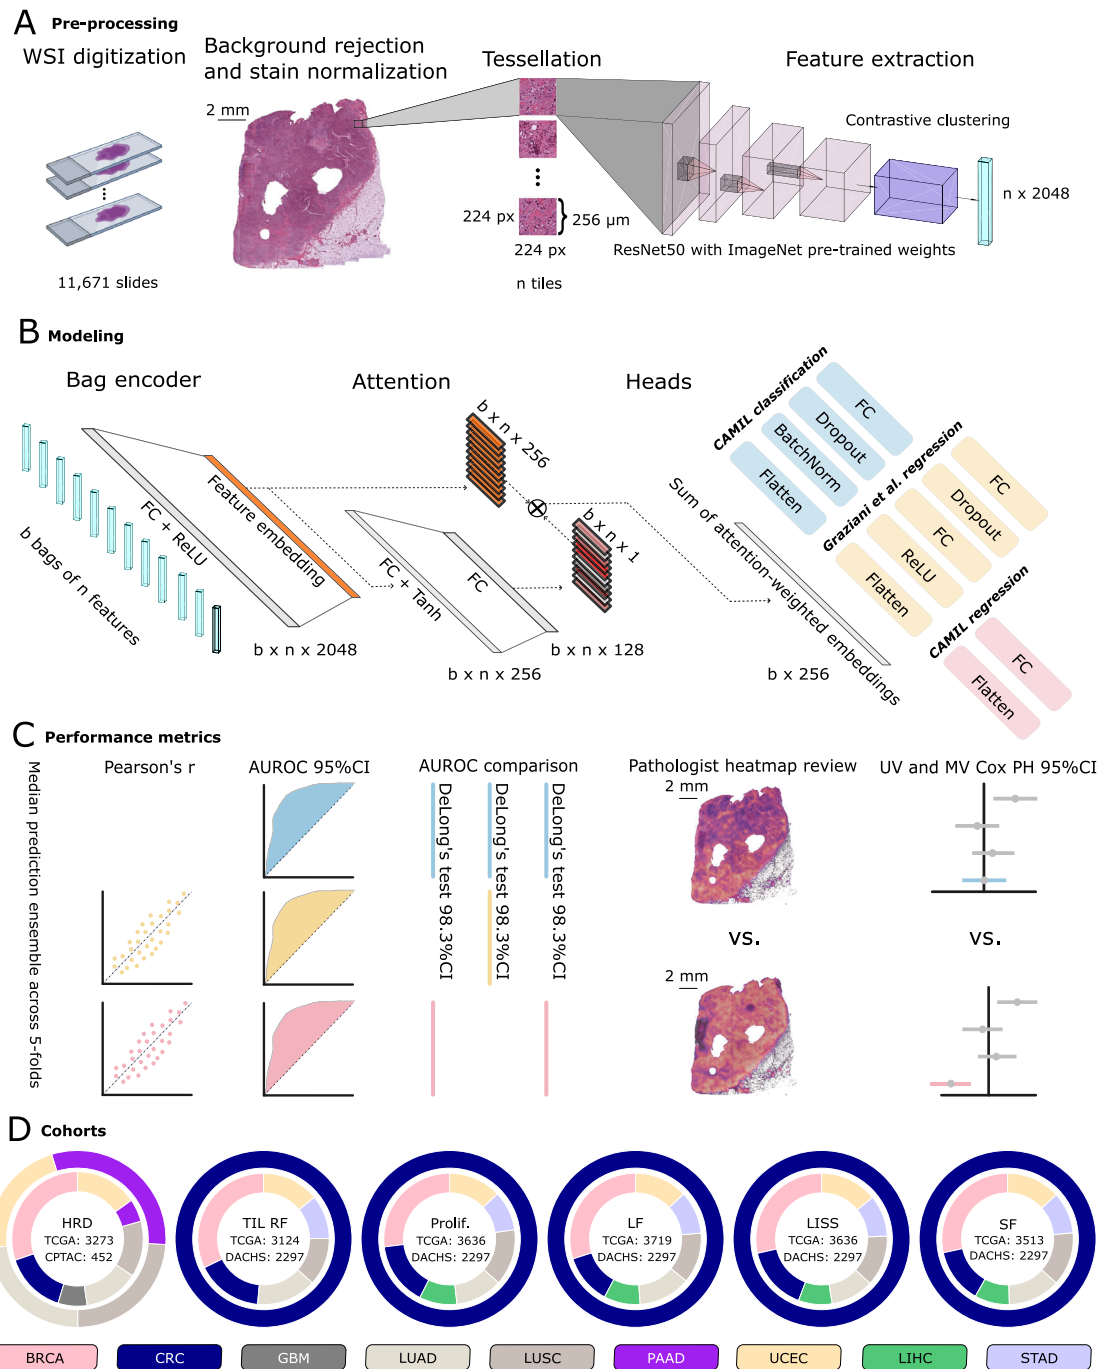 A Pre-processing
WSI digitization
Background rejection
and stain normalization
Tessellation
Feature extraction
2 mm
Contrastive clustering
n x 2048
224 px
256 µm
224 px
ResNet50 with ImageNet pre-trained weights
11,671 slides
n tiles
B Modeling
Bag encoder
Attention
Heads
b bags of n features
FC + ReLU
Feature embedding
b x n x 2048
b x n x 256
FC + Tanh
FC
b x n x 256
b x n x 1
b x n x 128
Sum of attention-weighted embeddings
b x 256
CAMIL classification
Flatten
BatchNorm
Dropout
FC
Graziani et al. regression
Flatten
ReLU
FC
Dropout
FC
CAMIL regression
Flatten
FC
C Performance metrics
Median prediction ensemble across 5-folds
Pearson's r
AUROC 95%CI
AUROC comparison
Pathologist heatmap review
UV and MV Cox PH 95%CI
DeLong's test 98.3%CI
DeLong's test 98.3%CI
DeLong's test 98.3%CI
2 mm
vs.
2 mm
vs.
D Cohorts
HRD
TCGA: 3273
CPTAC: 452
TIL RF
TCGA: 3124
DACHS: 2297
Prolif.
TCGA: 3636
DACHS: 2297
LF
TCGA: 3719
DACHS: 2297
LISS
TCGA: 3636
DACHS: 2297
SF
TCGA: 3513
DACHS: 2297
BRCA
CRC
GBM
LUAD
LUSC
PAAD
UCEC
LIHC
STAD